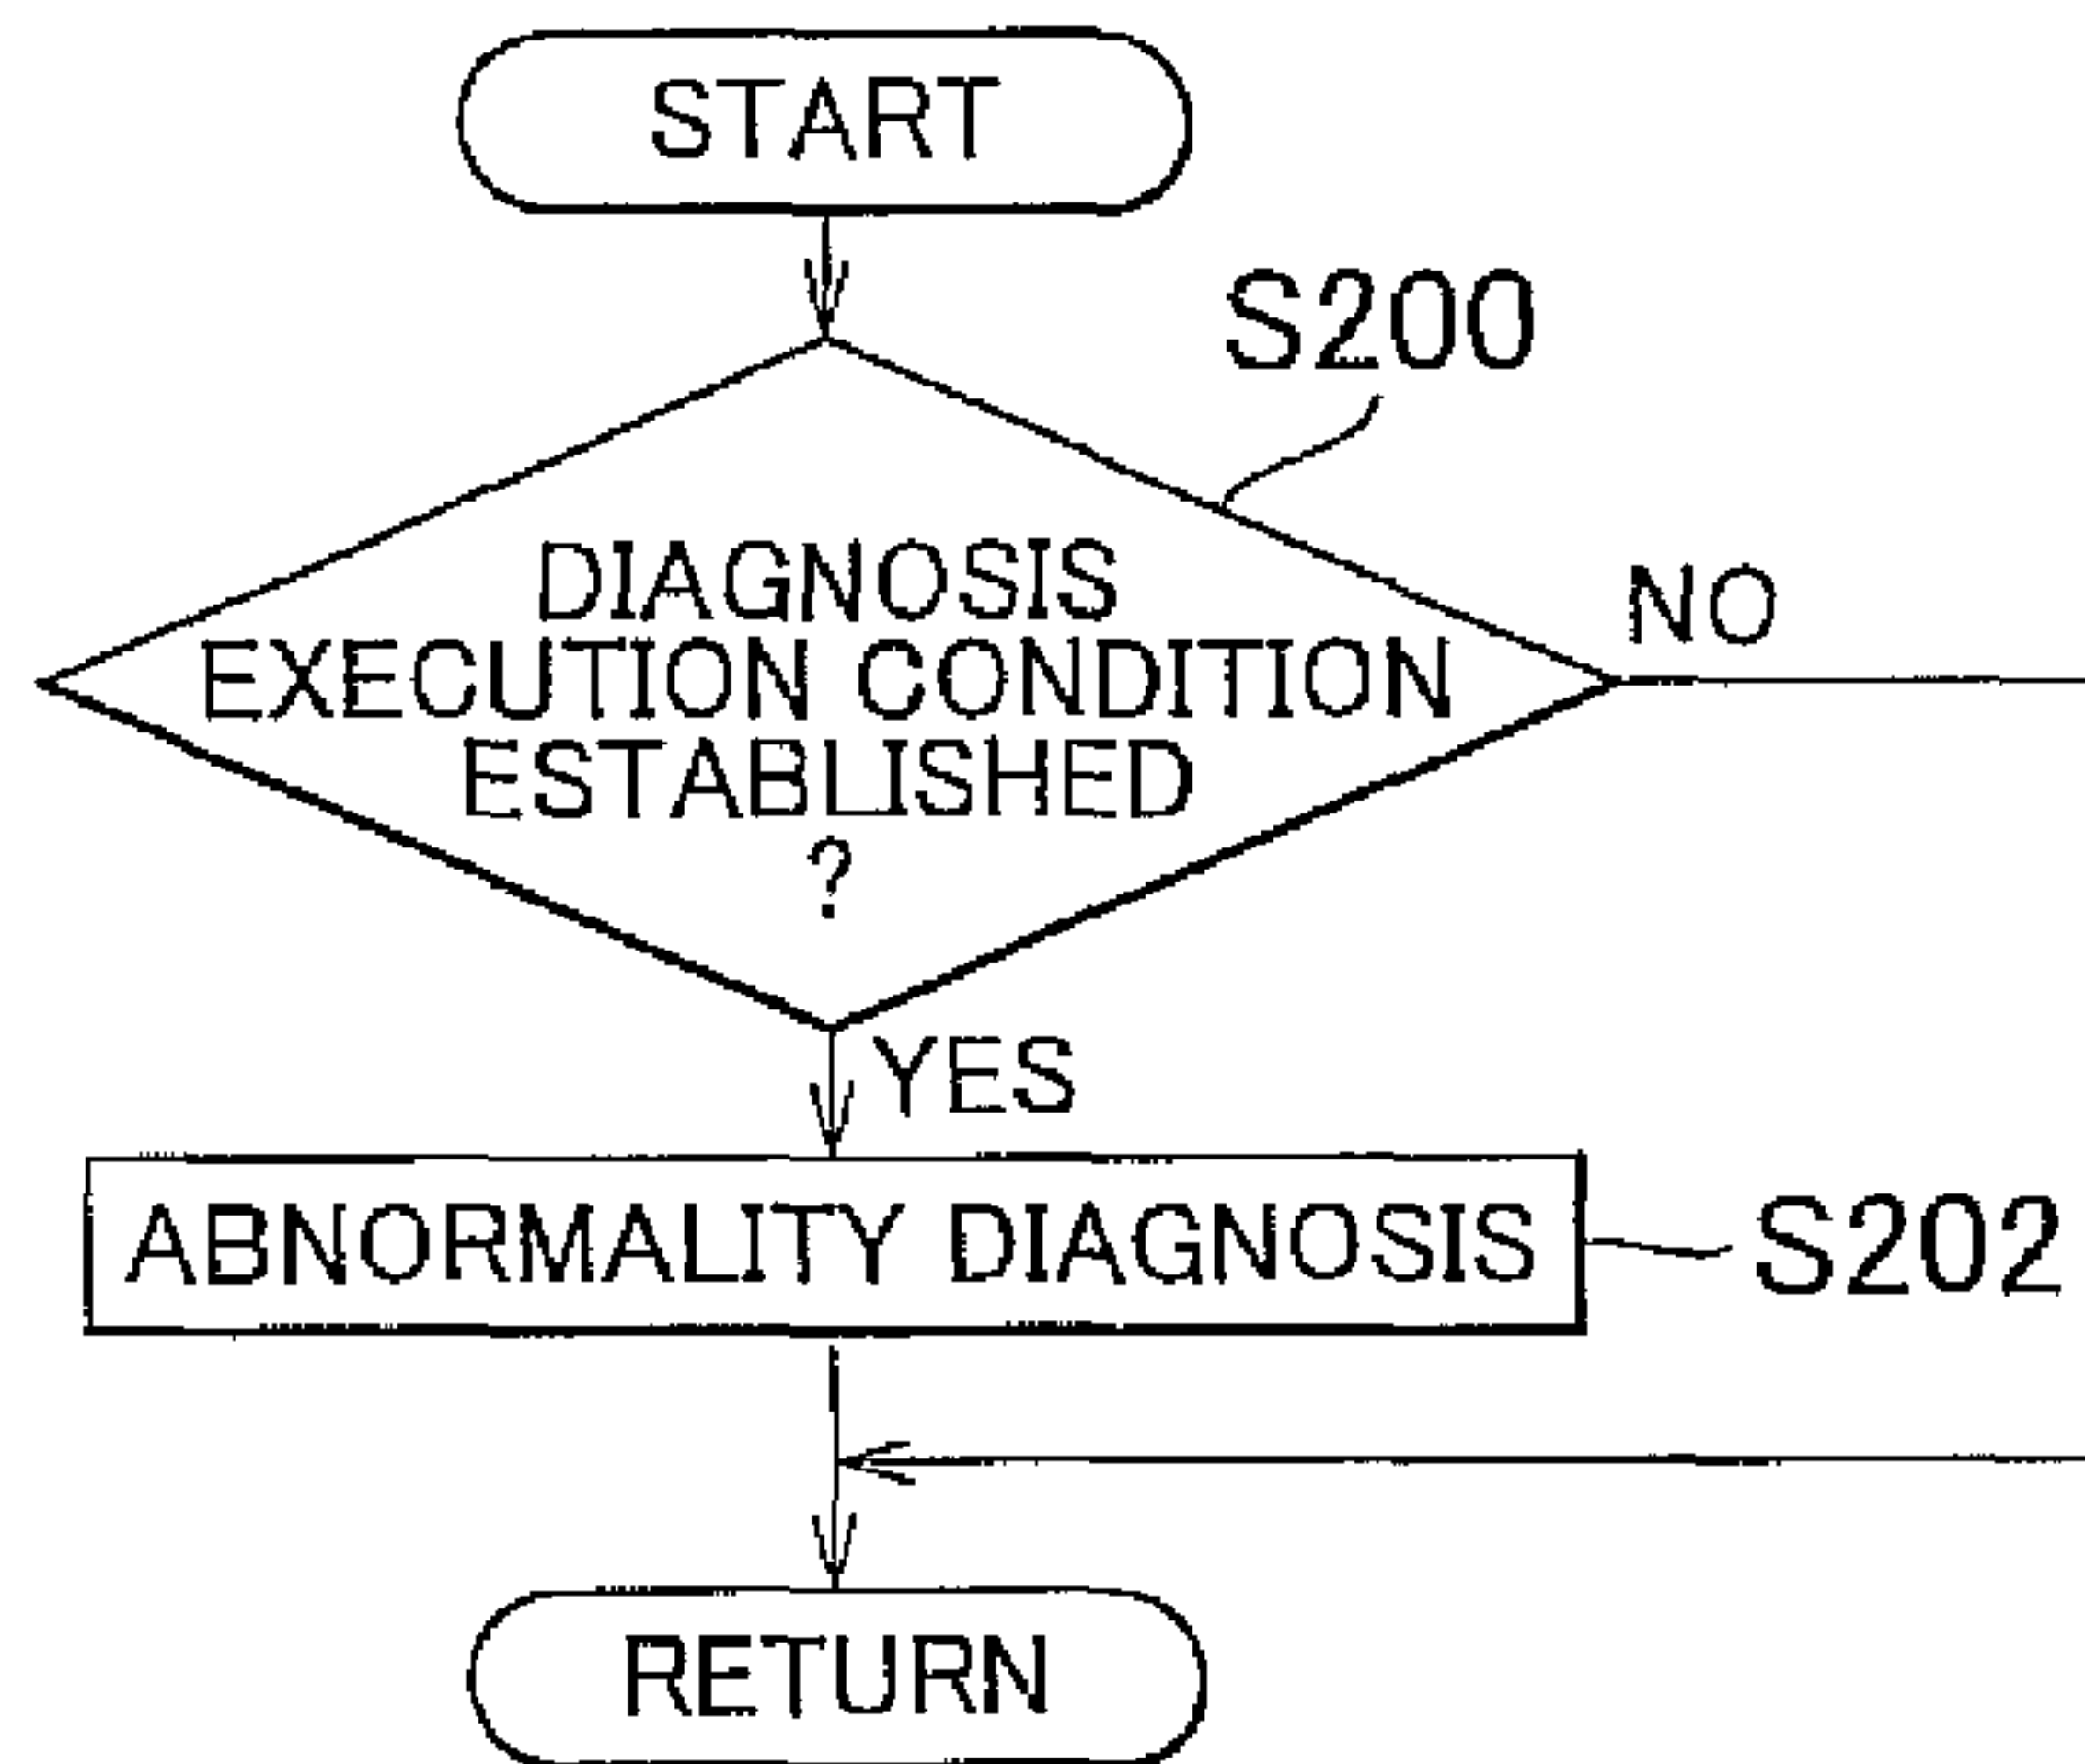 START
S200
DIAGNOSIS
EXECUTION CONDITION
ESTABLISHED
?
NO
YES
ABNORMALITY DIAGNOSIS
S202
RETURN